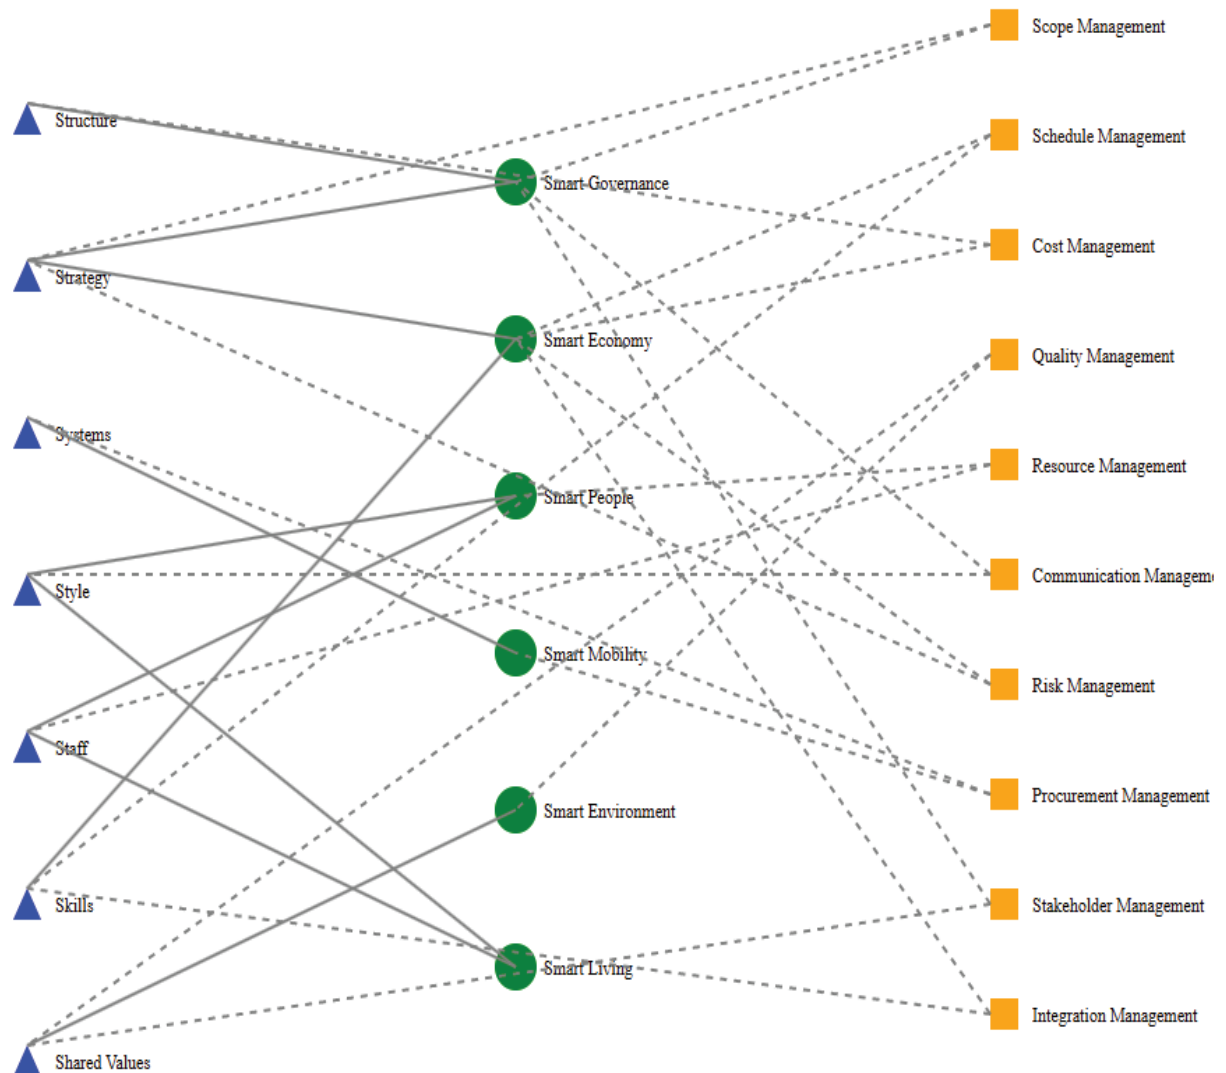 Structure
Strategy
Systems
Style
Staff
Skills
Shared Values
Smart Governance
Smart Economy
Smart People
Smart Mobility
Smart Environment
Smart Living
Scope Management
Schedule Management
Cost Management
Quality Management
Resource Management
Communication Manageme
Risk Management
Procurement Management
Stakeholder Management
Integration Management